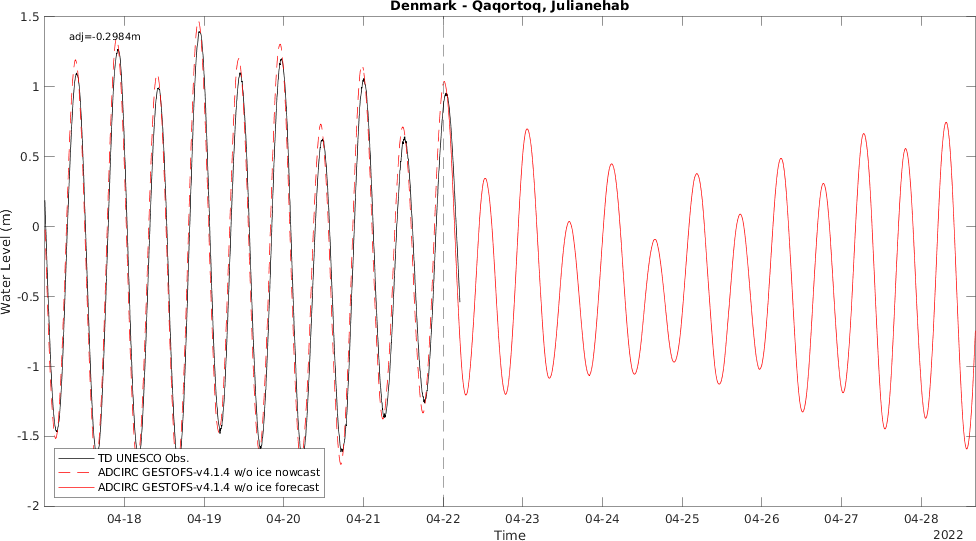 Denmark - Qaqortoq, Julianehab
adj=-0.2984m
1.5
1
0.5
0
-0.5
-1
-1.5
-2
Water Level (m)
TD UNESCO Obs.
ADCIRC GESTOFS-v4.1.4 w/o ice nowcast
ADCIRC GESTOFS-v4.1.4 w/o ice forecast
04-18 04-19 04-20 04-21 04-22 04-23 04-24 04-25 04-26 04-27 04-28
Time
2022